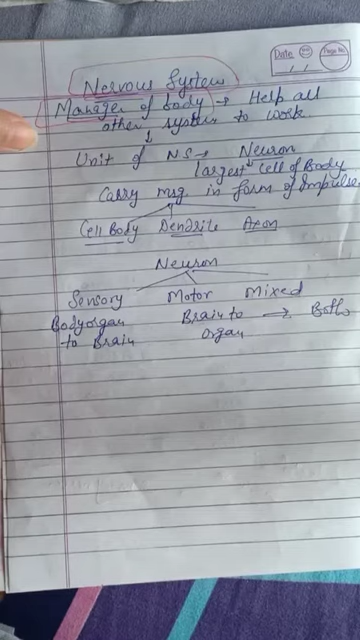 Date
Page No.
Nervous System
Manager of body → Help all
other system to work
Unit of NS → Neuron
largest cell of Body
Carry msg in form of Impulse
Cell Body Dendrite Axon
Neuron
Sensory Motor Mixed
Body organ Brain to → Both
to Brain organ